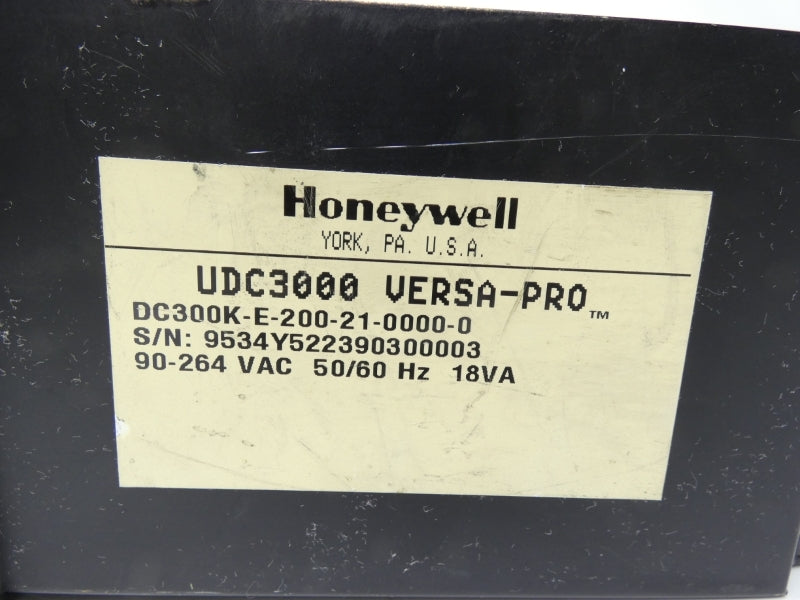 Honeywell
YORK, PA. U.S.A.
UDC3000 VERSA-PRO™
DC300K-E-200-21-0000-0
S/N: 9534Y522390300003
90-264 VAC 50/60 Hz 18VA